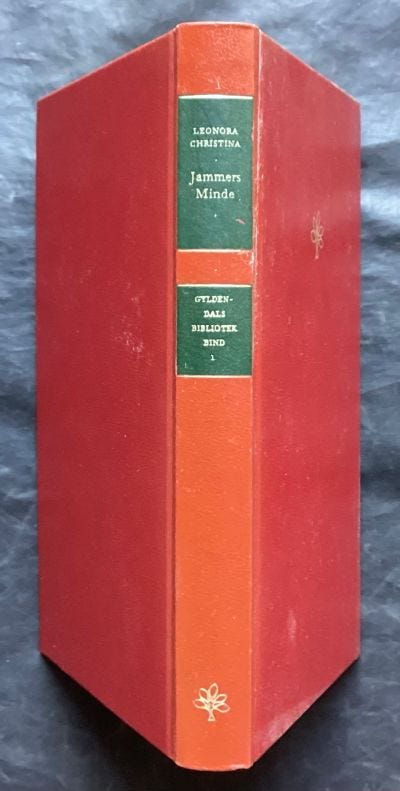 LEONORA
CHRISTINA
Jammers
Minde
GYLDEN-
DALS
BIBLIOTEK
BIND
1